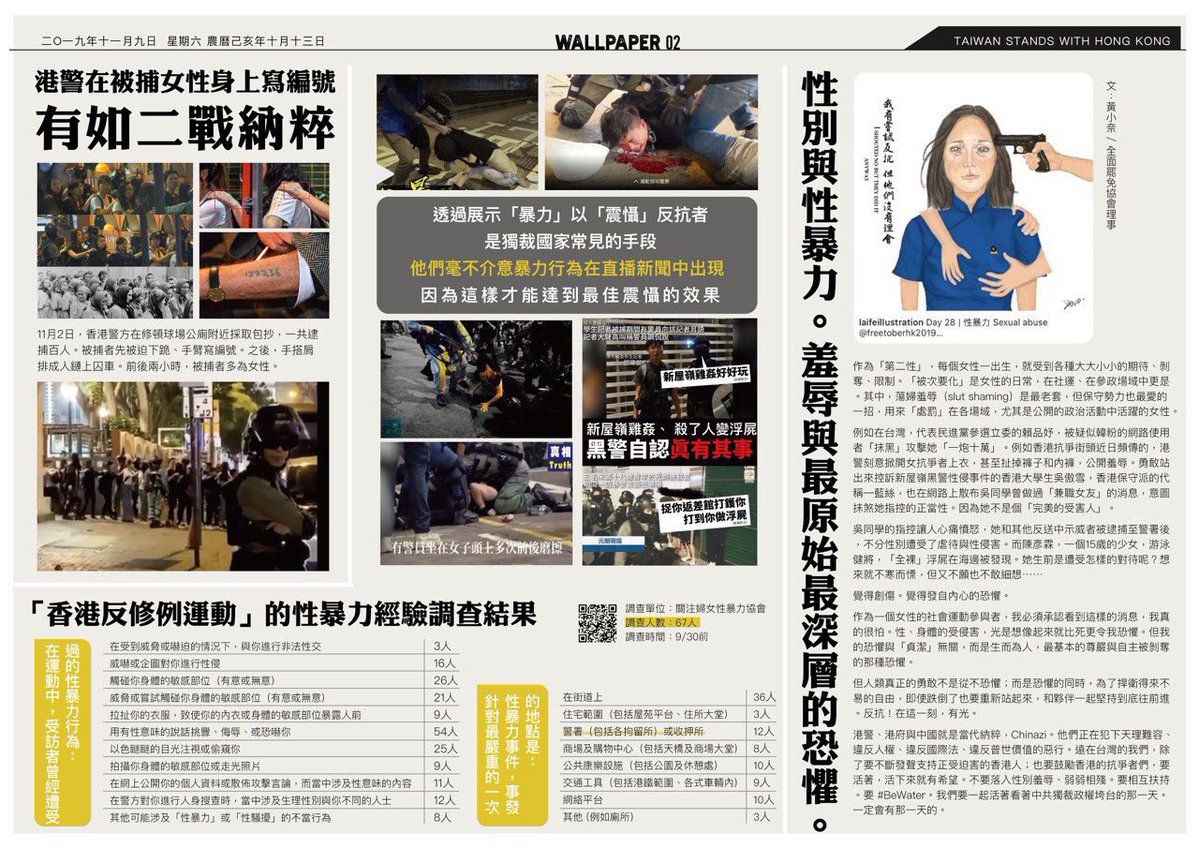 二〇一九年十一月九日 星期六 農曆己亥年十月十三日
WALLPAPER 02
TAIWAN STANDS WITH HONG KONG
港警在被捕女性身上寫編號
有如二戰納粹
11月2日，香港警方在修頓球場公廁附近採取包抄，一共逮
捕百人。被捕者先被迫下跪、手臂寫編號。之後，手搭肩
排成人鏈上囚車。前後兩小時，被捕者多為女性。
透過展示「暴力」以「震懾」反抗者
是獨裁國家常見的手段
他們毫不介意暴力行為在直播新聞中出現
因為這樣才能達到最佳震懾的效果
新屋嶺雞姦好好玩
新屋嶺雞姦、殺了人變浮屍
黑警自認真有其事
真相
Truth
有警員坐在女子頭上多次前後磨擦
捉你返差館打鑊你
打到你做浮屍
元朗現場
性別與性暴力。羞辱與最原始最深層的恐懼。
文：黃小奈/全面罷免協會理事
我有嘗試反抗 但他們沒有理會
I SHOUTED NO BUT THEY DID IT
ANYWAY
laifeillustration Day 28 | 性暴力 Sexual abuse
@freetoberhk2019...
作為「第二性」，每個女性一出生，就受到各種大大小小的期待、剝
奪、限制。「被次要化」是女性的日常，在社運、在參政場域中更是
。其中，蕩婦羞辱（slut shaming）是最老套，但保守勢力也最愛的
一招，用來「處罰」在各場域，尤其是公開的政治活動中活躍的女性。
例如在台灣，代表民進黨參選立委的賴品妤，被疑似韓粉的網路使用
者「抹黑」攻擊她「一炮十萬」。例如香港抗爭街頭近日頻傳的，港
警刻意掀開女抗爭者上衣，甚至扯掉褲子和內褲，公開羞辱。勇敢站
出來控訴新屋嶺黑警性侵事件的香港大學生吳傲雪，香港保守派的代
稱—藍絲，也在網路上散布吳同學曾做過「兼職女友」的消息，意圖
抹煞她指控的正當性。因為她不是個「完美的受害人」。
吳同學的指控讓人心痛憤怒，她和其他反送中示威者被逮捕至警署後
，不分性別遭受了虐待與性侵害。而陳彥霖，一個15歲的少女，游泳
健將，「全裸」浮屍在海邊被發現。她生前是遭受怎樣的對待呢？想
來就不寒而慄，但又不願也不敢細想……
覺得創傷。覺得發自內心的恐懼。
作為一個女性的社會運動參與者，我必須承認看到這樣的消息，我真
的很怕。性、身體的受侵害，光是想像起來就比死更令我恐懼。但我
的恐懼與「貞潔」無關，而是生而為人，最基本的尊嚴與自主被剝奪
的那種恐懼。
但人類真正的勇敢不是從不恐懼；而是恐懼的同時，為了捍衛得來不
易的自由，即使跌倒了也要重新站起來，和夥伴一起堅持到底往前進
。反抗！在這一刻，有光。
港警、港府與中國就是當代納粹，Chinazi。他們正在犯下天理難容、
違反人權、違反國際法、違反普世價值的惡行。遠在台灣的我們，除
了要不斷發聲支持正受迫害的香港人；也要鼓勵香港的抗爭者們，要
活著，活下來就有希望。不要落入性別羞辱、弱弱相殘。要相互扶持
。要 #BeWater。我們要一起活著看著中共獨裁政權垮台的那一天。
一定會有那一天的。
「香港反修例運動」的性暴力經驗調查結果
調查單位：關注婦女性暴力協會
調查人數：67人
調查時間：9/30前
在運動中，受訪者曾經遭受
過的性暴力行為：
在受到威脅或嚇迫的情況下，與你進行非法性交 3人
威嚇或企圖對你進行性侵 16人
觸碰你身體的敏感部位（有意或無意） 26人
威脅或嘗試觸碰你身體的敏感部位（有意或無意） 21人
拉扯你的衣服，致使你的內衣或身體的敏感部位暴露人前 9人
用有性意味的說話挑釁、侮辱、或恐嚇你 54人
以色瞇瞇的目光注視或偷窺你 25人
拍攝你身體的敏感部位或走光照片 9人
在網上公開你的個人資料或散佈攻擊言論，而當中涉及性意味的內容 11人
在警方對你進行人身搜查時，當中涉及生理性別與你不同的人士 12人
其他可能涉及「性暴力」或「性騷擾」的不當行為 8人
針對最嚴重的一次
性暴力事件，事發
的地點是：
在街道上 36人
住宅範圍（包括屋苑平台、住所大堂） 3人
警署（包括各拘留所）或收押所 12人
商場及購物中心（包括天橋及商場大堂） 8人
公共康樂設施（包括公園及休憩處） 10人
交通工具（包括港鐵範圍、各式車輛內） 9人
網絡平台 10人
其他 (例如廁所) 3人